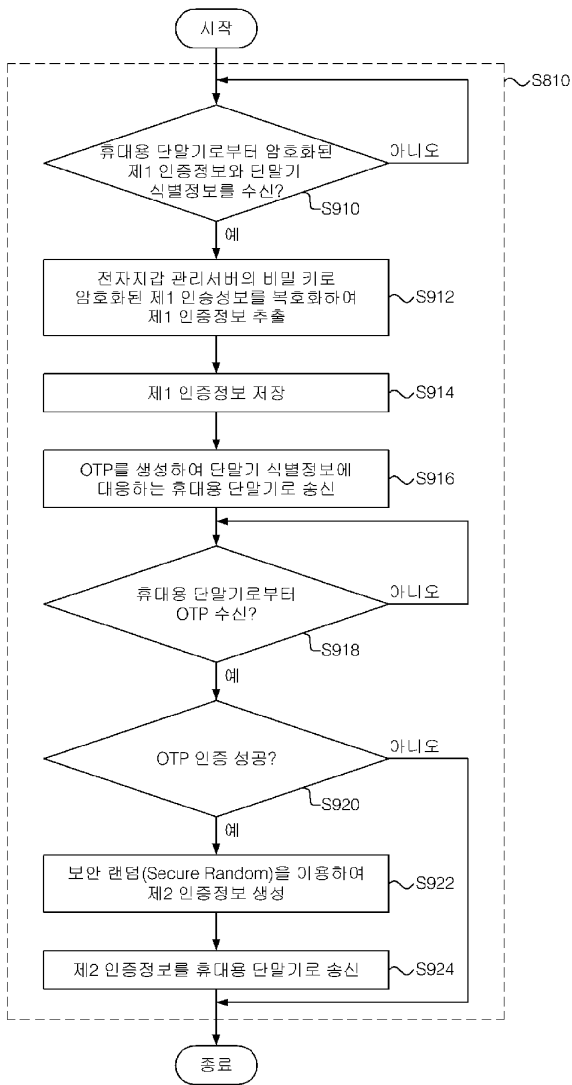 시작
S810
휴대용 단말기로부터 암호화된
제1 인증정보와 단말기
식별정보를 수신?
아니오
S910
예
전자지갑 관리서버의 비밀 키로
암호화된 제1 인증정보를 복호화하여
제1 인증정보 추출
S912
제1 인증정보 저장
S914
OTP를 생성하여 단말기 식별정보에
대응하는 휴대용 단말기로 송신
S916
휴대용 단말기로부터
OTP 수신?
아니오
S918
예
OTP 인증 성공?
아니오
S920
예
보안 랜덤(Secure Random)을 이용하여
제2 인증정보 생성
S922
제2 인증정보를 휴대용 단말기로 송신
S924
종료